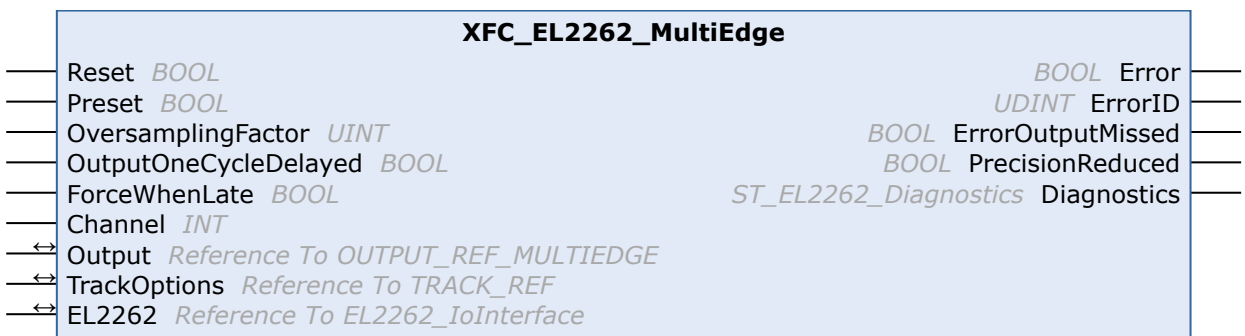 XFC_EL2262_MultiEdge
Reset BOOL BOOL Error
Preset BOOL UDINT ErrorID
OversamplingFactor UINT BOOL ErrorOutputMissed
OutputOneCycleDelayed BOOL BOOL PrecisionReduced
ForceWhenLate BOOL ST_EL2262_Diagnostics Diagnostics
Channel INT
Output Reference To OUTPUT_REF_MULTIEDGE
TrackOptions Reference To TRACK_REF
EL2262 Reference To EL2262_IoInterface